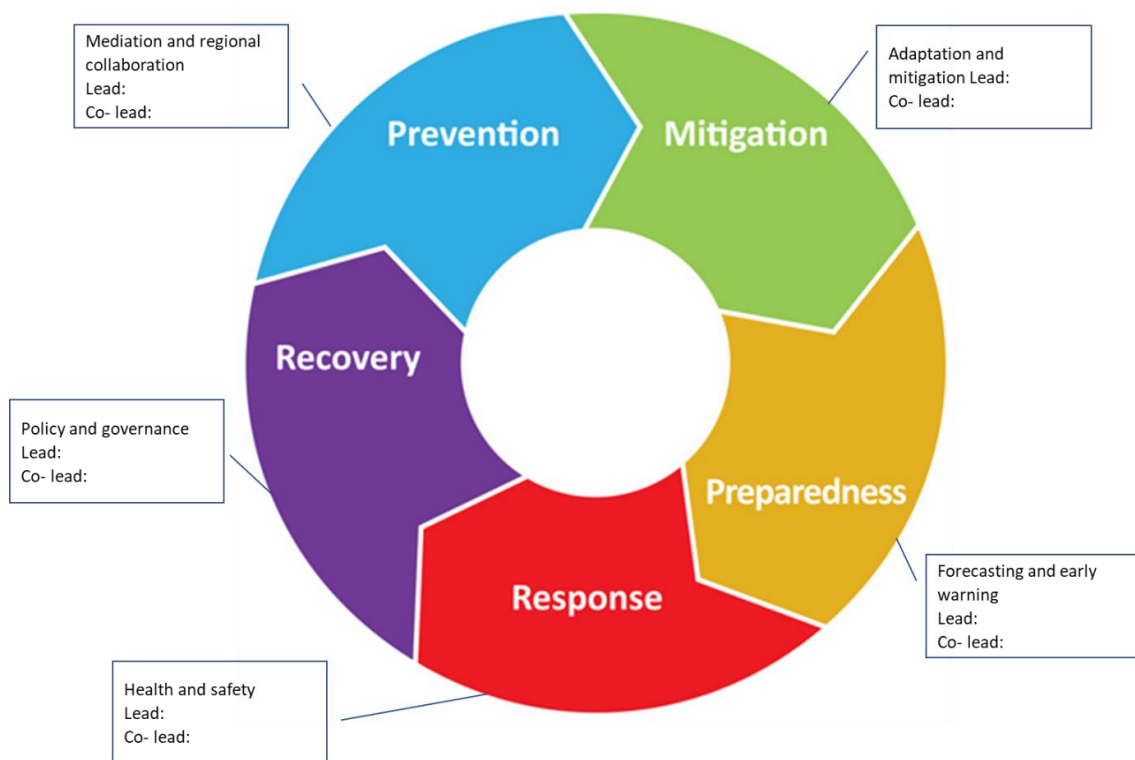 Mediation and regional
collaboration
Lead:
Co- lead:
Adaptation and
mitigation Lead:
Co- lead:
Prevention
Mitigation
Recovery
Policy and governance
Lead:
Co- lead:
Preparedness
Response
Forecasting and early
warning
Lead:
Co- lead:
Health and safety
Lead:
Co- lead: